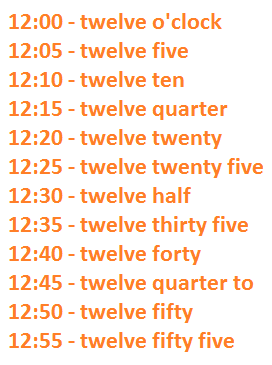 12:00 - twelve o'clock
12:05 - twelve five
12:10 - twelve ten
12:15 - twelve quarter
12:20 - twelve twenty
12:25 - twelve twenty five
12:30 - twelve half
12:35 - twelve thirty five
12:40 - twelve forty
12:45 - twelve quarter to
12:50 - twelve fifty
12:55 - twelve fifty five